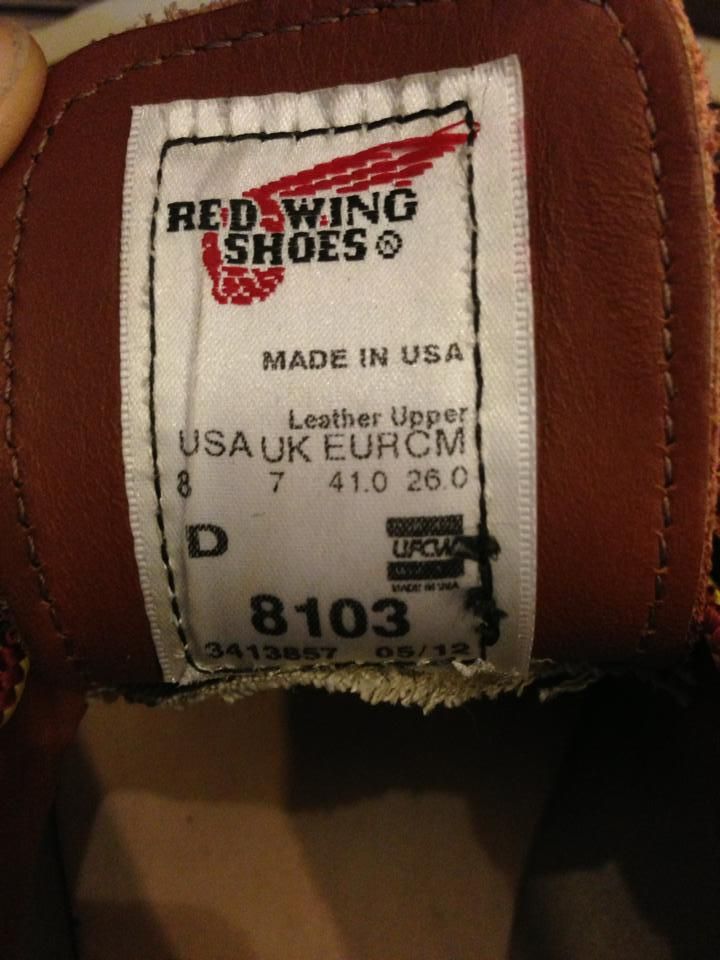 RED WING
SHOES ®
MADE IN USA
Leather Upper
USA UK EUR CM
8 7 41.0 26.0
D
UFCW
MADE IN USA
8103
3413857 05/12